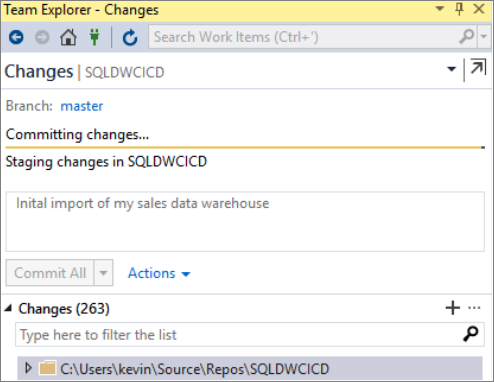 Team Explorer - Changes
Search Work Items (Ctrl+')
Changes | SQLDWCICD
Branch: master
Committing changes...
Staging changes in SQLDWCICD
Inital import of my sales data warehouse
Commit All Actions
Changes (263)
Type here to filter the list
C:\Users\kevin\Source\Repos\SQLDWCICD